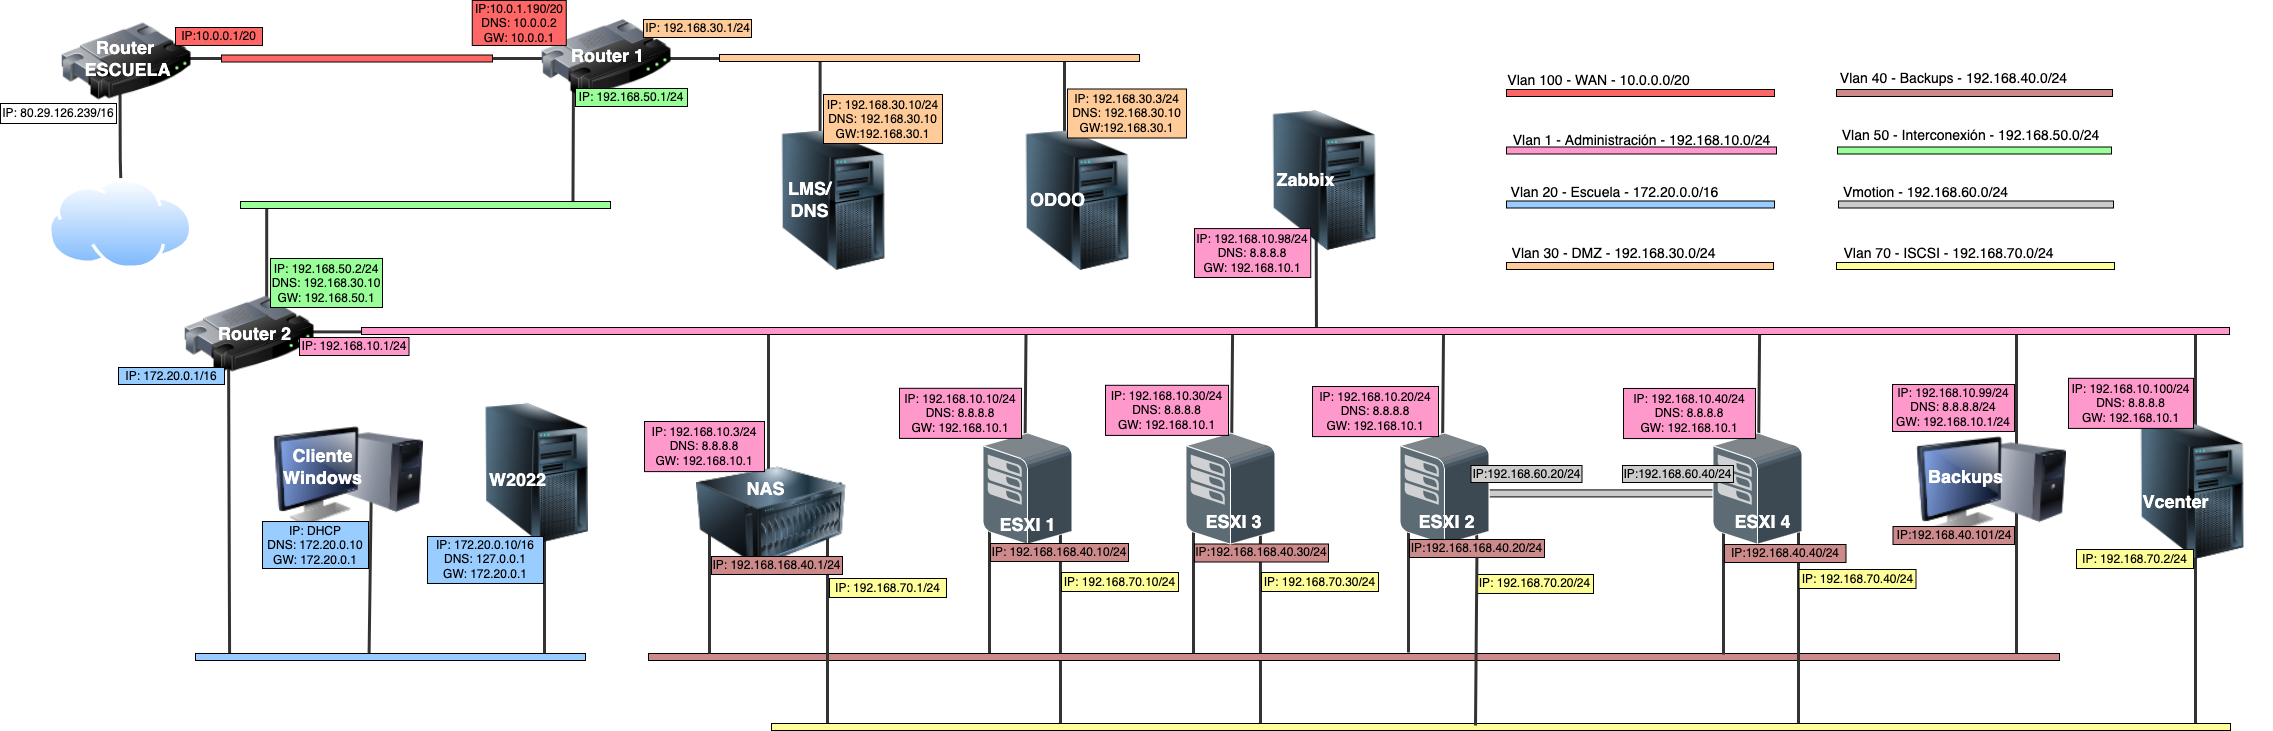 Router
ESCUELA
IP:10.0.0.1/20
IP: 80.29.126.239/16
IP:10.0.1.190/20
DNS: 10.0.0.2
GW: 10.0.0.1
Router 1
IP: 192.168.30.1/24
IP: 192.168.50.1/24
IP: 192.168.30.10/24
DNS: 192.168.30.10
GW:192.168.30.1
LMS/
DNS
IP: 192.168.30.3/24
DNS: 192.168.30.10
GW:192.168.30.1
ODOO
Zabbix
IP: 192.168.10.98/24
DNS: 8.8.8.8
GW: 192.168.10.1
Vlan 100 - WAN - 10.0.0.0/20
Vlan 40 - Backups - 192.168.40.0/24
Vlan 1 - Administración - 192.168.10.0/24
Vlan 50 - Interconexión - 192.168.50.0/24
Vlan 20 - Escuela - 172.20.0.0/16
Vmotion - 192.168.60.0/24
Vlan 30 - DMZ - 192.168.30.0/24
Vlan 70 - ISCSI - 192.168.70.0/24
IP: 192.168.50.2/24
DNS: 192.168.30.10
GW: 192.168.50.1
Router 2
IP: 192.168.10.1/24
IP: 172.20.0.1/16
Cliente
Windows
IP: DHCP
DNS: 172.20.0.10
GW: 172.20.0.1
W2022
IP: 172.20.0.10/16
DNS: 127.0.0.1
GW: 172.20.0.1
IP: 192.168.10.3/24
DNS: 8.8.8.8
GW: 192.168.10.1
NAS
IP: 192.168.168.40.1/24
IP: 192.168.70.1/24
IP: 192.168.10.10/24
DNS: 8.8.8.8
GW: 192.168.10.1
ESXI 1
IP: 192.168.168.40.10/24
IP: 192.168.70.10/24
IP: 192.168.10.30/24
DNS: 8.8.8.8
GW: 192.168.10.1
ESXI 3
IP:192.168.168.40.30/24
IP: 192.168.70.30/24
IP: 192.168.10.20/24
DNS: 8.8.8.8
GW: 192.168.10.1
IP:192.168.60.20/24
ESXI 2
IP: 192.168.168.40.20/24
IP: 192.168.70.20/24
IP: 192.168.10.40/24
DNS: 8.8.8.8
GW: 192.168.10.1
IP:192.168.60.40/24
ESXI 4
IP: 192.168.40.40/24
IP: 192.168.70.40/24
IP: 192.168.10.99/24
DNS: 8.8.8.8/24
GW: 192.168.10.1/24
Backups
IP:192.168.40.101/24
IP: 192.168.10.100/24
DNS: 8.8.8.8
GW: 192.168.10.1
Vcenter
IP: 192.168.70.2/24